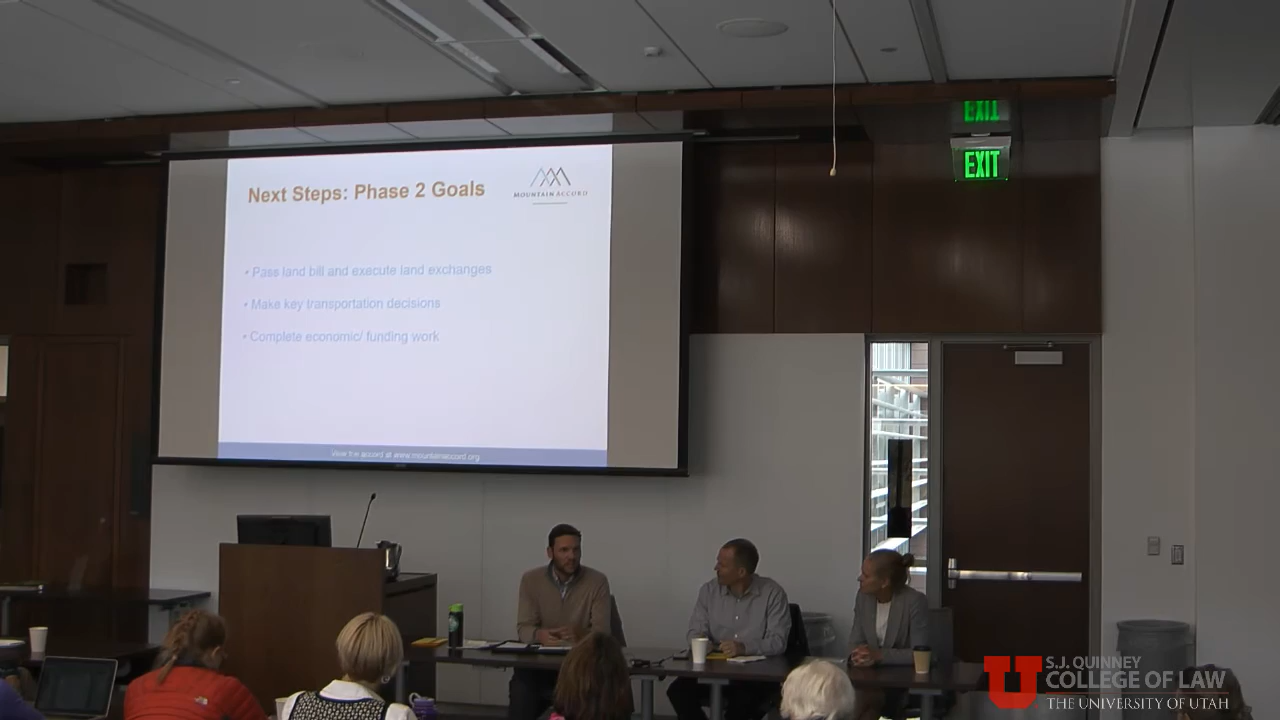 EXIT
EXIT
Next Steps: Phase 2 Goals
MOUNTAIN ACCORD
• Pass land bill and execute land exchanges
• Make key transportation decisions
• Complete economic/ funding work
View the accord at www.mountainaccord.org
U
S.J. QUINNEY
COLLEGE OF LAW
THE UNIVERSITY OF UTAH